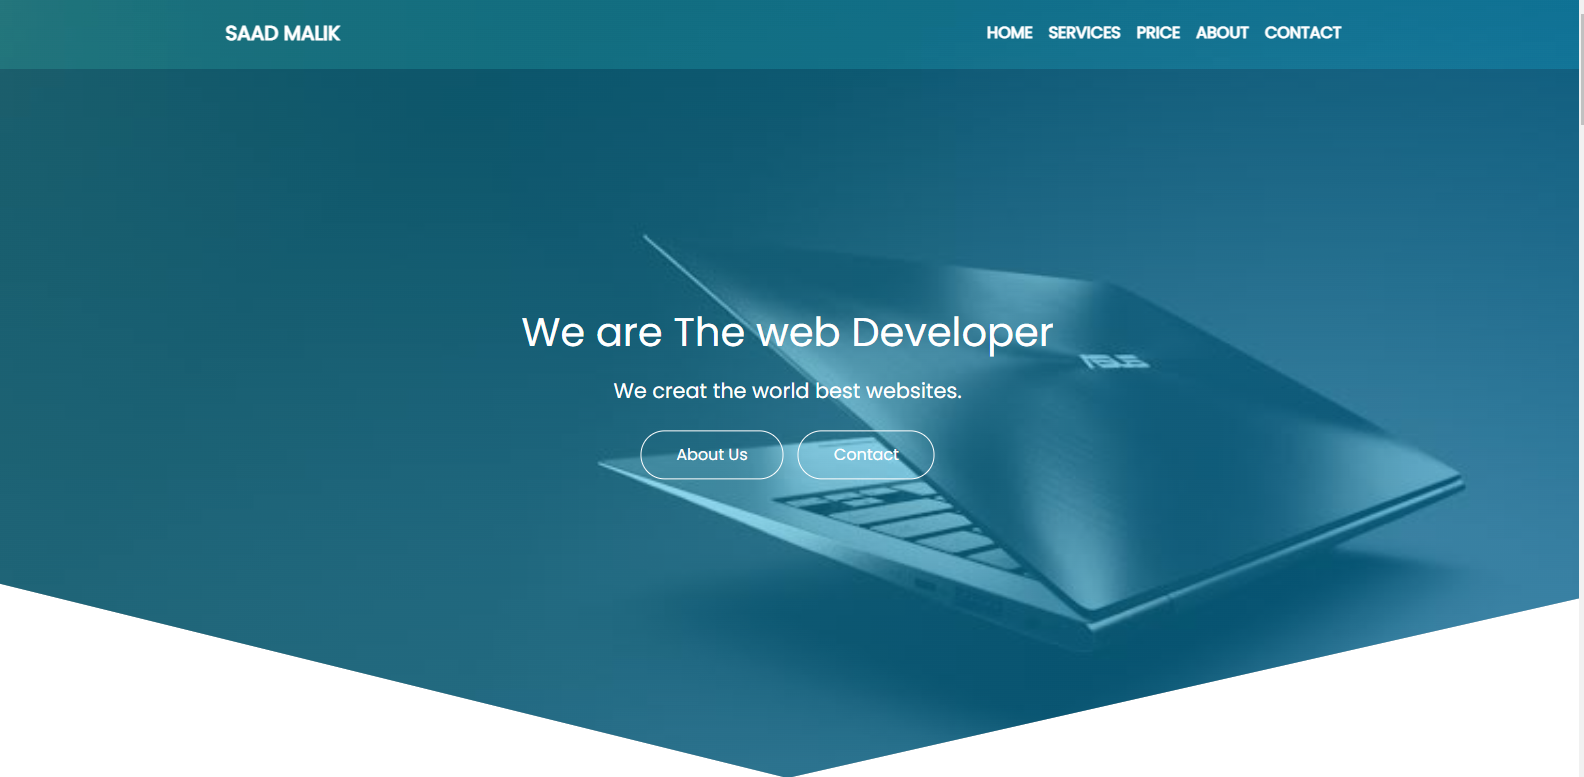 SAAD MALIK
HOME SERVICES PRICE ABOUT CONTACT
We are The web Developer
We creat the world best websites.
About Us Contact
ASUS